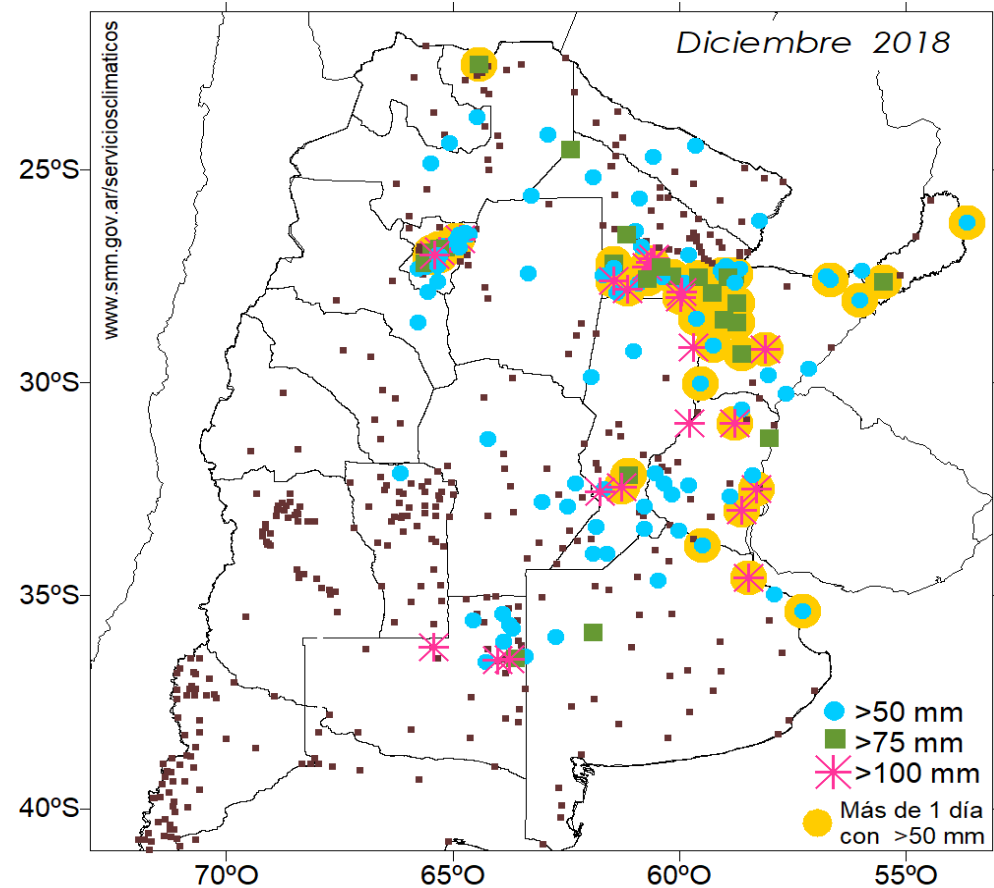 Diciembre 2018
www.smn.gov.ar/serviciosclimaticos
25ºS
30ºS
35ºS
40ºS
>50 mm
>75 mm
>100 mm
Más de 1 día
con >50 mm
70ºO
65ºO
60ºO
55ºO